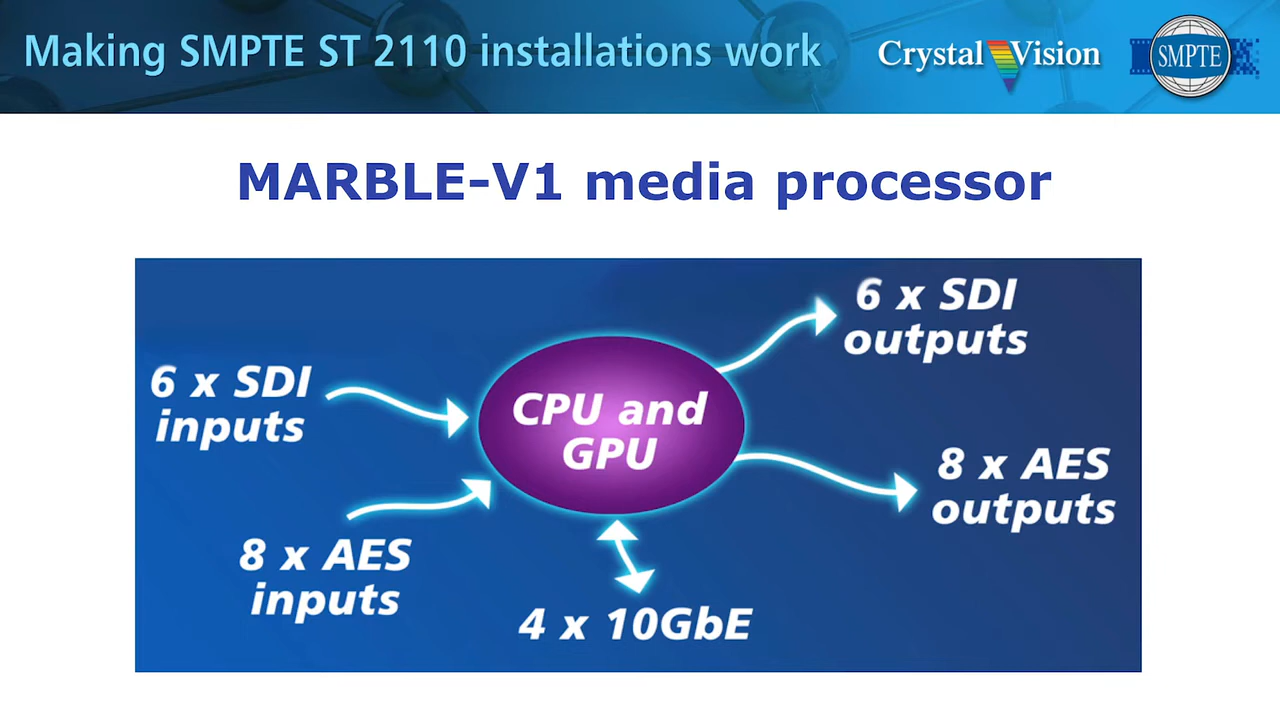 Making SMPTE ST 2110 installations work
Crystal Vision
SMPTE
MARBLE-V1 media processor
6 x SDI
outputs
6 x SDI
inputs
CPU and
GPU
8 x AES
outputs
8 x AES
inputs
4 x 10GbE